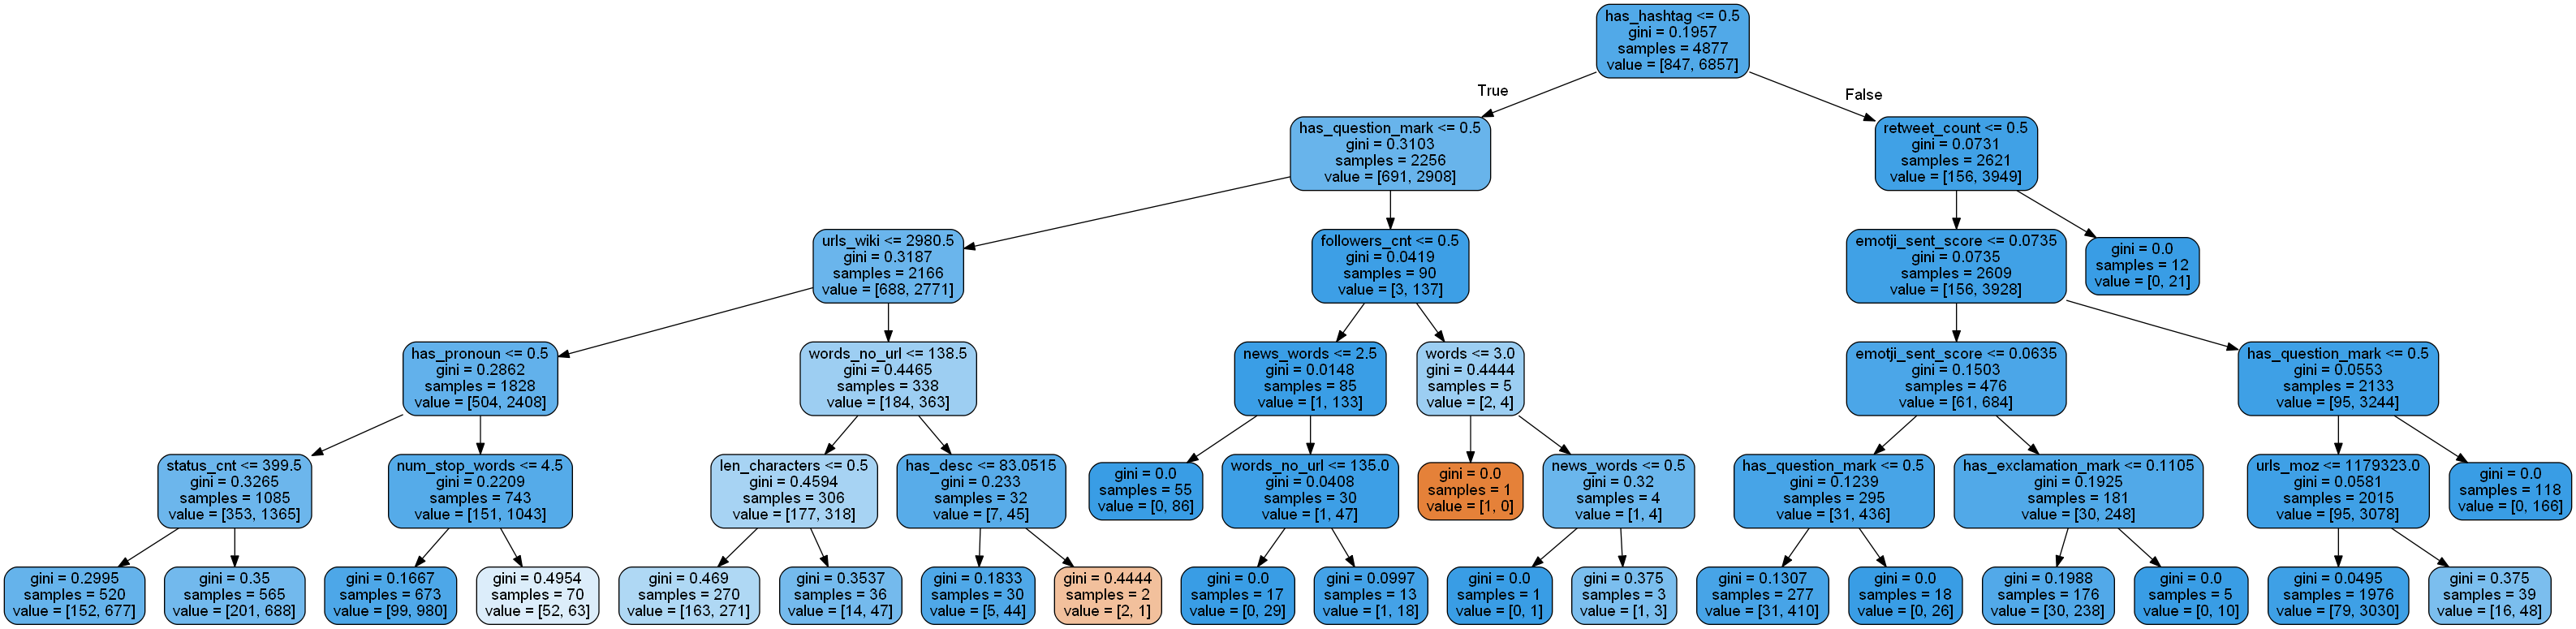 has_hashtag <= 0.5
gini = 0.1957
samples = 4877
value = [847, 6857]
True
False
has_question_mark <= 0.5
gini = 0.3103
samples = 2256
value = [691, 2908]
retweet_count <= 0.5
gini = 0.0731
samples = 2621
value = [156, 3949]
urls_wiki <= 2980.5
gini = 0.3187
samples = 2166
value = [688, 2771]
followers_cnt <= 0.5
gini = 0.0419
samples = 90
value = [3, 137]
emotji_sent_score <= 0.0735
gini = 0.0735
samples = 2609
value = [156, 3928]
gini = 0.0
samples = 12
value = [0, 21]
has_pronoun <= 0.5
gini = 0.2862
samples = 1828
value = [504, 2408]
words_no_url <= 138.5
gini = 0.4465
samples = 338
value = [184, 363]
news_words <= 2.5
gini = 0.0148
samples = 85
value = [1, 133]
words <= 3.0
gini = 0.4444
samples = 5
value = [2, 4]
emotji_sent_score <= 0.0635
gini = 0.1503
samples = 476
value = [61, 684]
has_question_mark <= 0.5
gini = 0.0553
samples = 2133
value = [95, 3244]
status_cnt <= 399.5
gini = 0.3265
samples = 1085
value = [353, 1365]
num_stop_words <= 4.5
gini = 0.2209
samples = 743
value = [151, 1043]
len_characters <= 0.5
gini = 0.4594
samples = 306
value = [177, 318]
has_desc <= 83.0515
gini = 0.233
samples = 32
value = [7, 45]
gini = 0.0
samples = 55
value = [0, 86]
words_no_url <= 135.0
gini = 0.0408
samples = 30
value = [1, 47]
gini = 0.0
samples = 1
value = [1, 0]
news_words <= 0.5
gini = 0.32
samples = 4
value = [1, 4]
has_question_mark <= 0.5
gini = 0.1239
samples = 295
value = [31, 436]
has_exclamation_mark <= 0.1105
gini = 0.1925
samples = 181
value = [30, 248]
urls_moz <= 1179323.0
gini = 0.0581
samples = 2015
value = [95, 3078]
gini = 0.0
samples = 118
value = [0, 166]
gini = 0.2995
samples = 520
value = [152, 677]
gini = 0.35
samples = 565
value = [201, 688]
gini = 0.1667
samples = 673
value = [99, 980]
gini = 0.4954
samples = 70
value = [52, 63]
gini = 0.469
samples = 270
value = [163, 271]
gini = 0.3537
samples = 36
value = [14, 47]
gini = 0.1833
samples = 30
value = [5, 44]
gini = 0.4444
samples = 2
value = [2, 1]
gini = 0.0
samples = 17
value = [0, 29]
gini = 0.0997
samples = 13
value = [1, 18]
gini = 0.0
samples = 1
value = [0, 1]
gini = 0.375
samples = 3
value = [1, 3]
gini = 0.1307
samples = 277
value = [31, 410]
gini = 0.0
samples = 18
value = [0, 26]
gini = 0.1988
samples = 176
value = [30, 238]
gini = 0.0
samples = 5
value = [0, 10]
gini = 0.0495
samples = 1976
value = [79, 3030]
gini = 0.375
samples = 39
value = [16, 48]